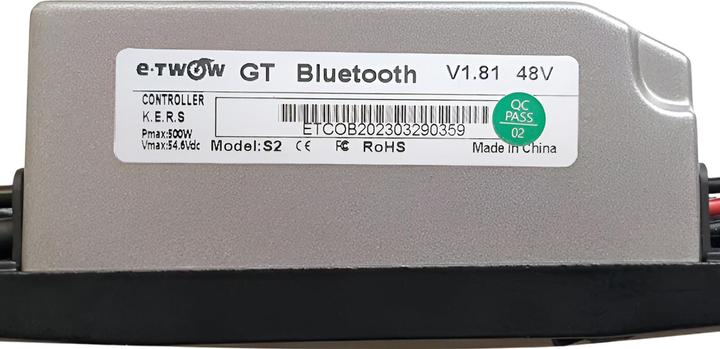 e-TWOW GT Bluetooth V1.81 48V
CONTROLLER
K.E.R.S
Pmax:500W
Vmax:54.6Vdc
ETCOB202303290359
QC
PASS
02
Model:S2 CE FC RoHS Made in China